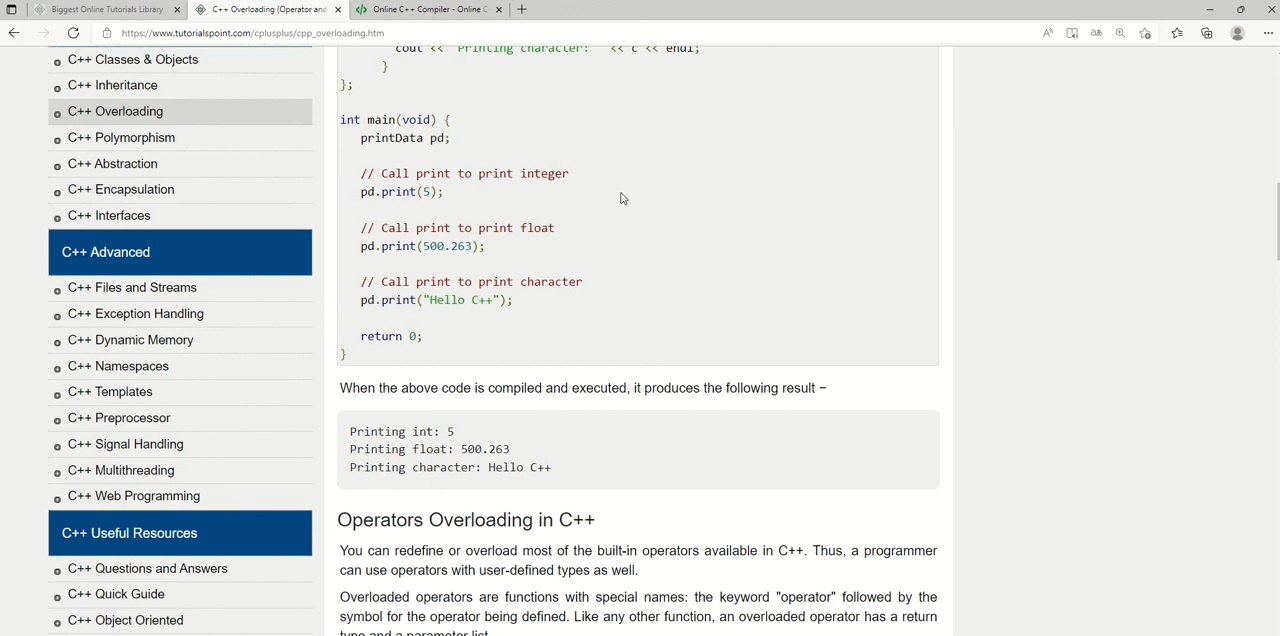 Biggest Online Tutorials Library
C++ Overloading (Operator and
Online C++ Compiler - Online C
https://www.tutorialspoint.com/cplusplus/cpp_overloading.htm
C++ Classes & Objects
C++ Inheritance
C++ Overloading
C++ Polymorphism
C++ Abstraction
C++ Encapsulation
C++ Interfaces
C++ Advanced
C++ Files and Streams
C++ Exception Handling
C++ Dynamic Memory
C++ Namespaces
C++ Templates
C++ Preprocessor
C++ Signal Handling
C++ Multithreading
C++ Web Programming
C++ Useful Resources
C++ Questions and Answers
C++ Quick Guide
C++ Object Oriented
cout << "Printing character: " << c << endl;
}
};
int main(void) {
printData pd;
// Call print to print integer
pd.print(5);
// Call print to print float
pd.print(500.263);
// Call print to print character
pd.print("Hello C++");
return 0;
}
When the above code is compiled and executed, it produces the following result −
Printing int: 5
Printing float: 500.263
Printing character: Hello C++
Operators Overloading in C++
You can redefine or overload most of the built-in operators available in C++. Thus, a programmer
can use operators with user-defined types as well.
Overloaded operators are functions with special names: the keyword "operator" followed by the
symbol for the operator being defined. Like any other function, an overloaded operator has a return
type and a parameter list.